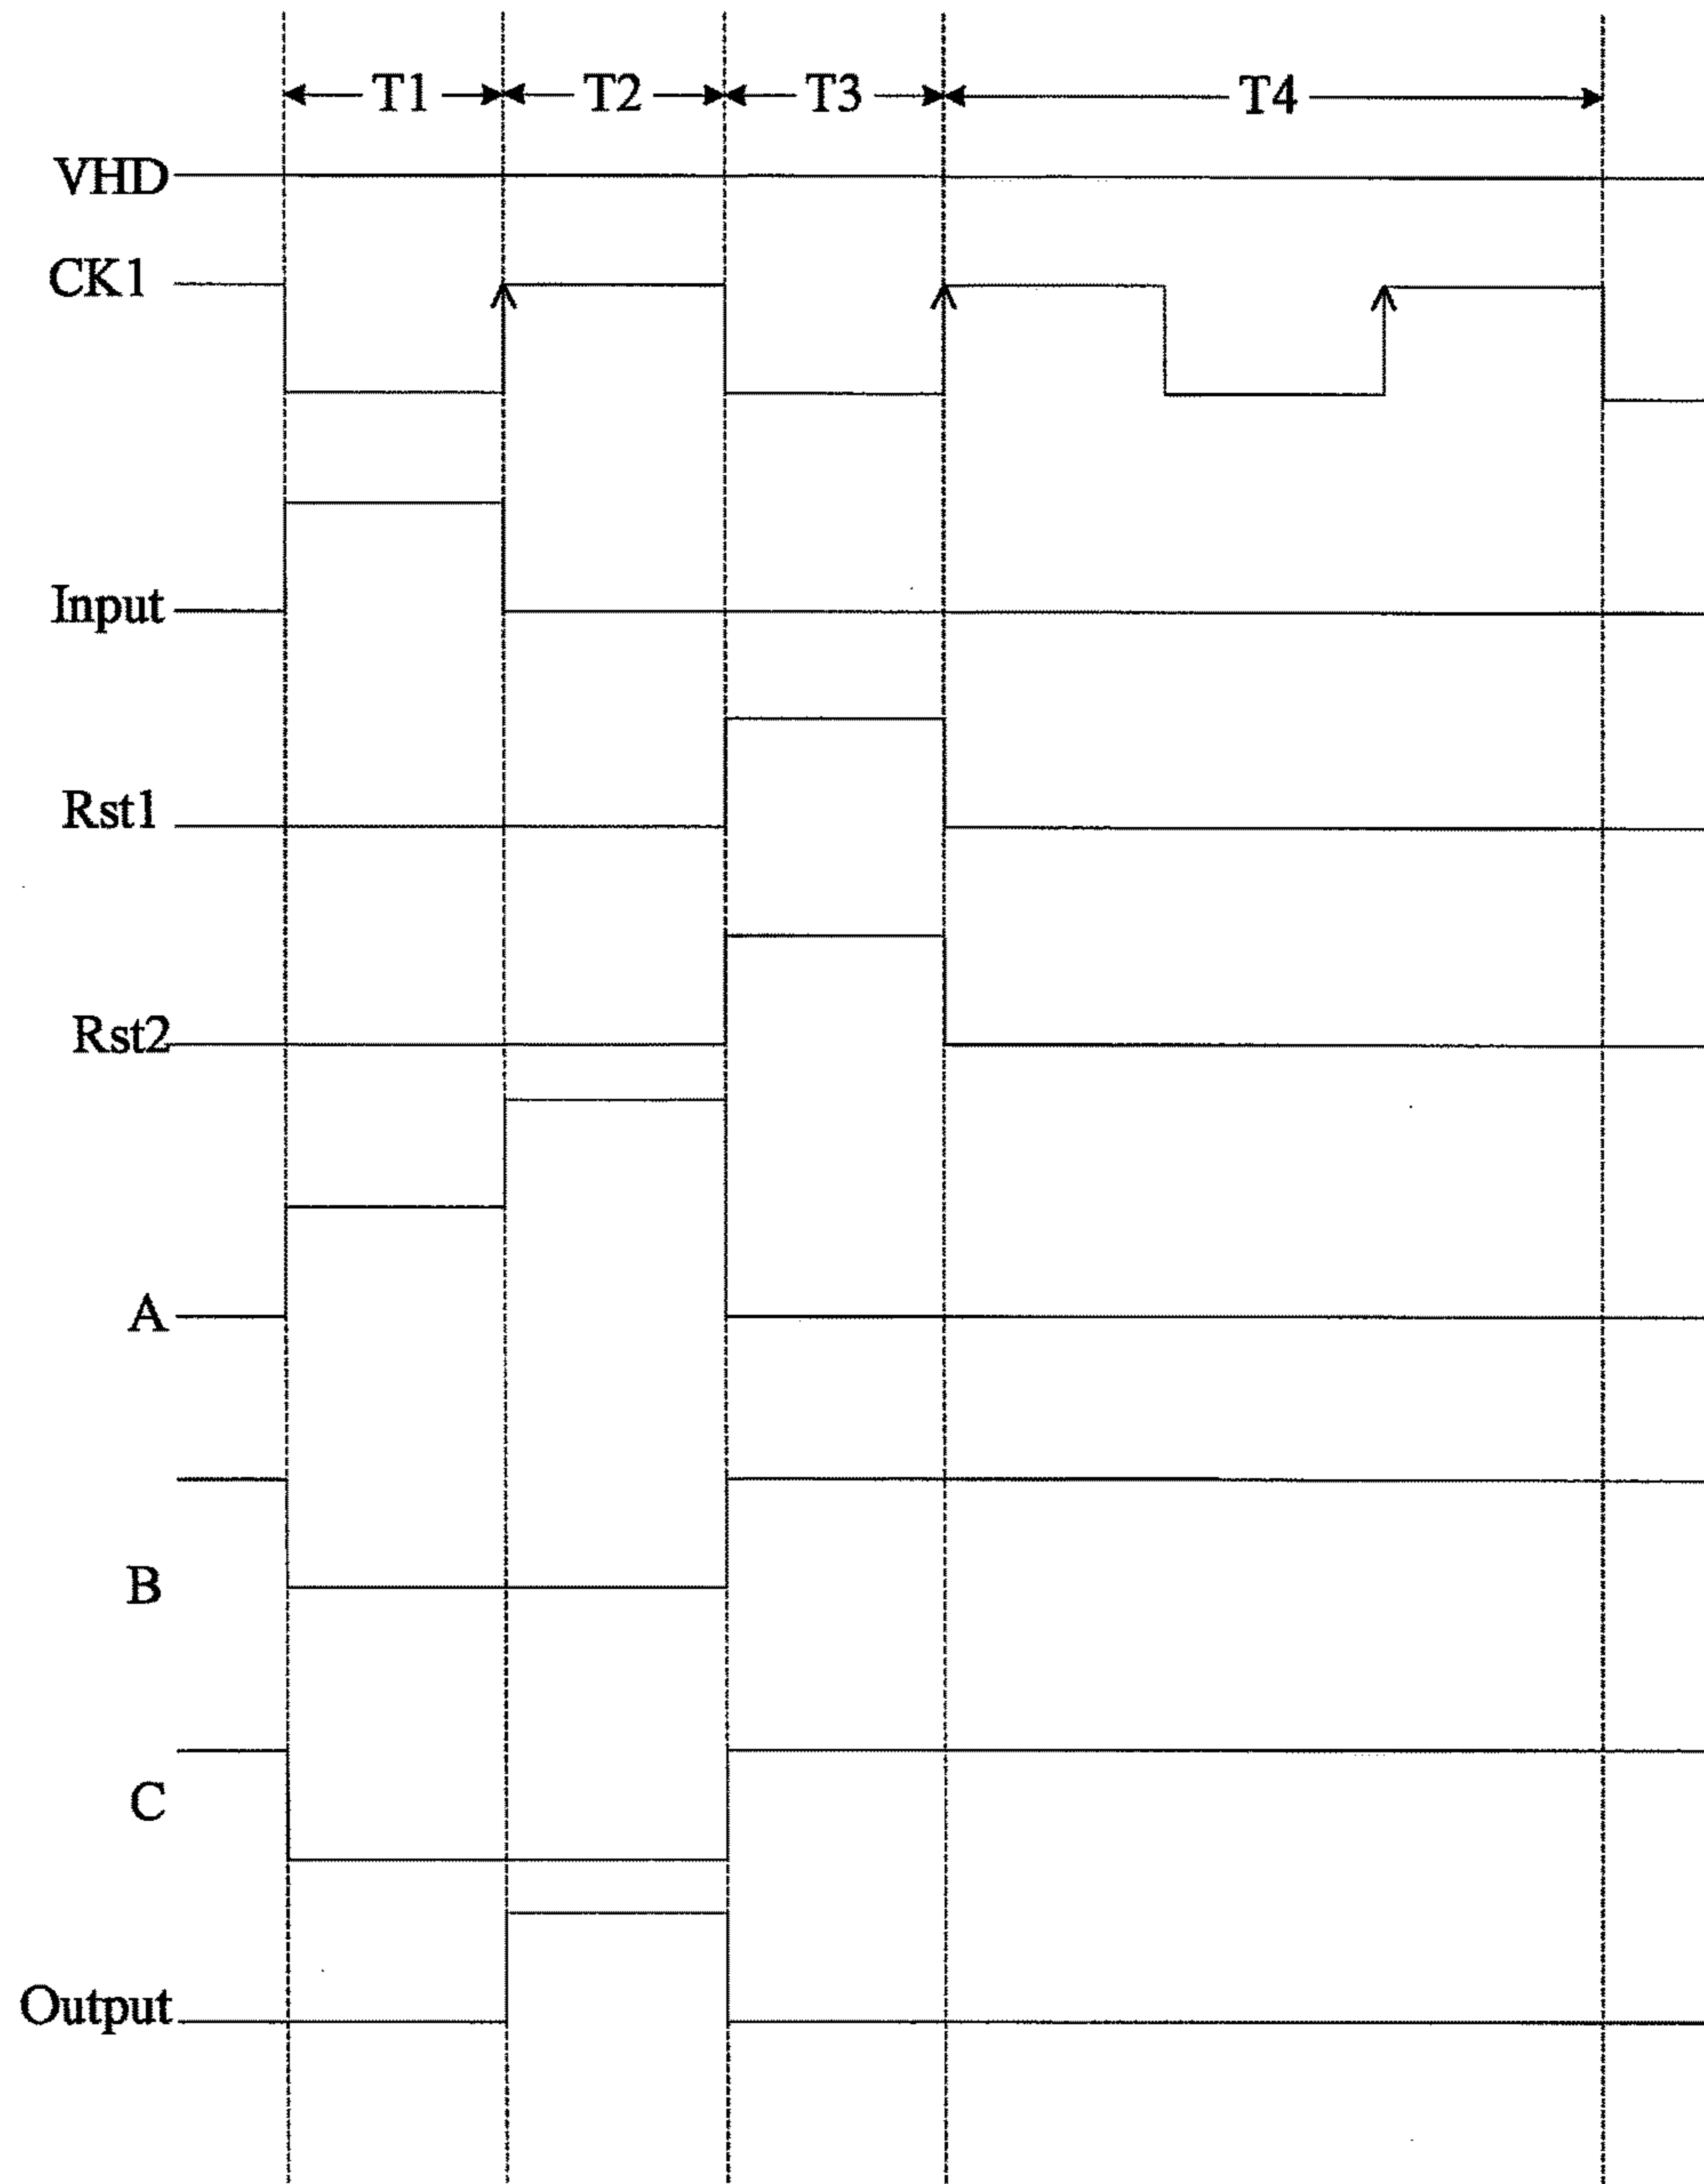 T1 T2 T3 T4
VHD
CK1
Input
Rst1
Rst2
A
B
C
Output